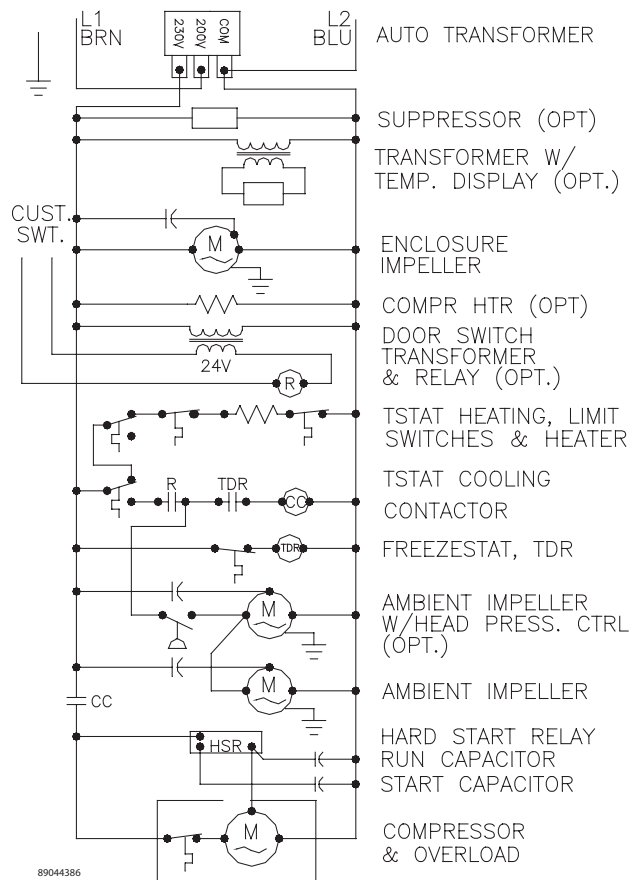 L1
BRN
230V
200V
COM
L2
BLU
AUTO TRANSFORMER
SUPPRESSOR (OPT)
TRANSFORMER W/
TEMP. DISPLAY (OPT.)
CUST.
SWT.
M
ENCLOSURE
IMPELLER
COMPR HTR (OPT)
DOOR SWITCH
TRANSFORMER
& RELAY (OPT.)
24V
R
TSTAT HEATING, LIMIT
SWITCHES & HEATER
TSTAT COOLING
R
TDR
CC
CONTACTOR
TDR
FREEZESTAT, TDR
M
AMBIENT IMPELLER
W/HEAD PRESS. CTRL
(OPT.)
M
AMBIENT IMPELLER
CC
HSR
HARD START RELAY
RUN CAPACITOR
START CAPACITOR
M
COMPRESSOR
& OVERLOAD
89044386